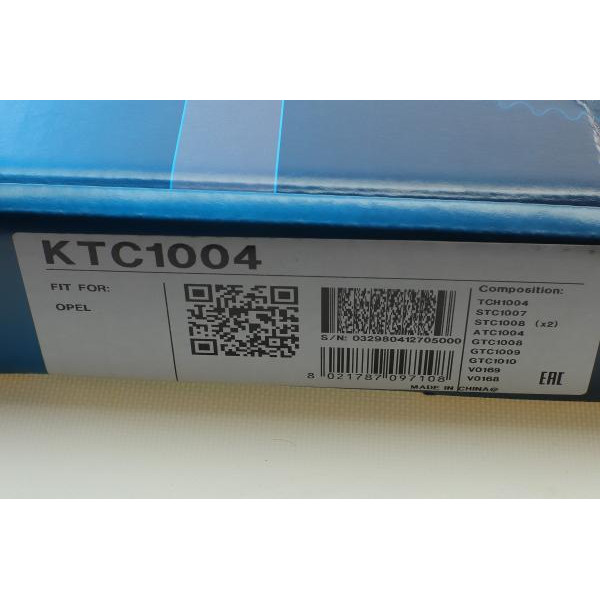 KTC1004
FIT FOR:
OPEL
S/N: 032980412705000
8 021787 097108
MADE IN CHINA@
Composition:
TCH1004
STC1007
STC1008 (x2)
ATC1004
GTC1008
GTC1009
GTC1010
V0169
V0168
EAC